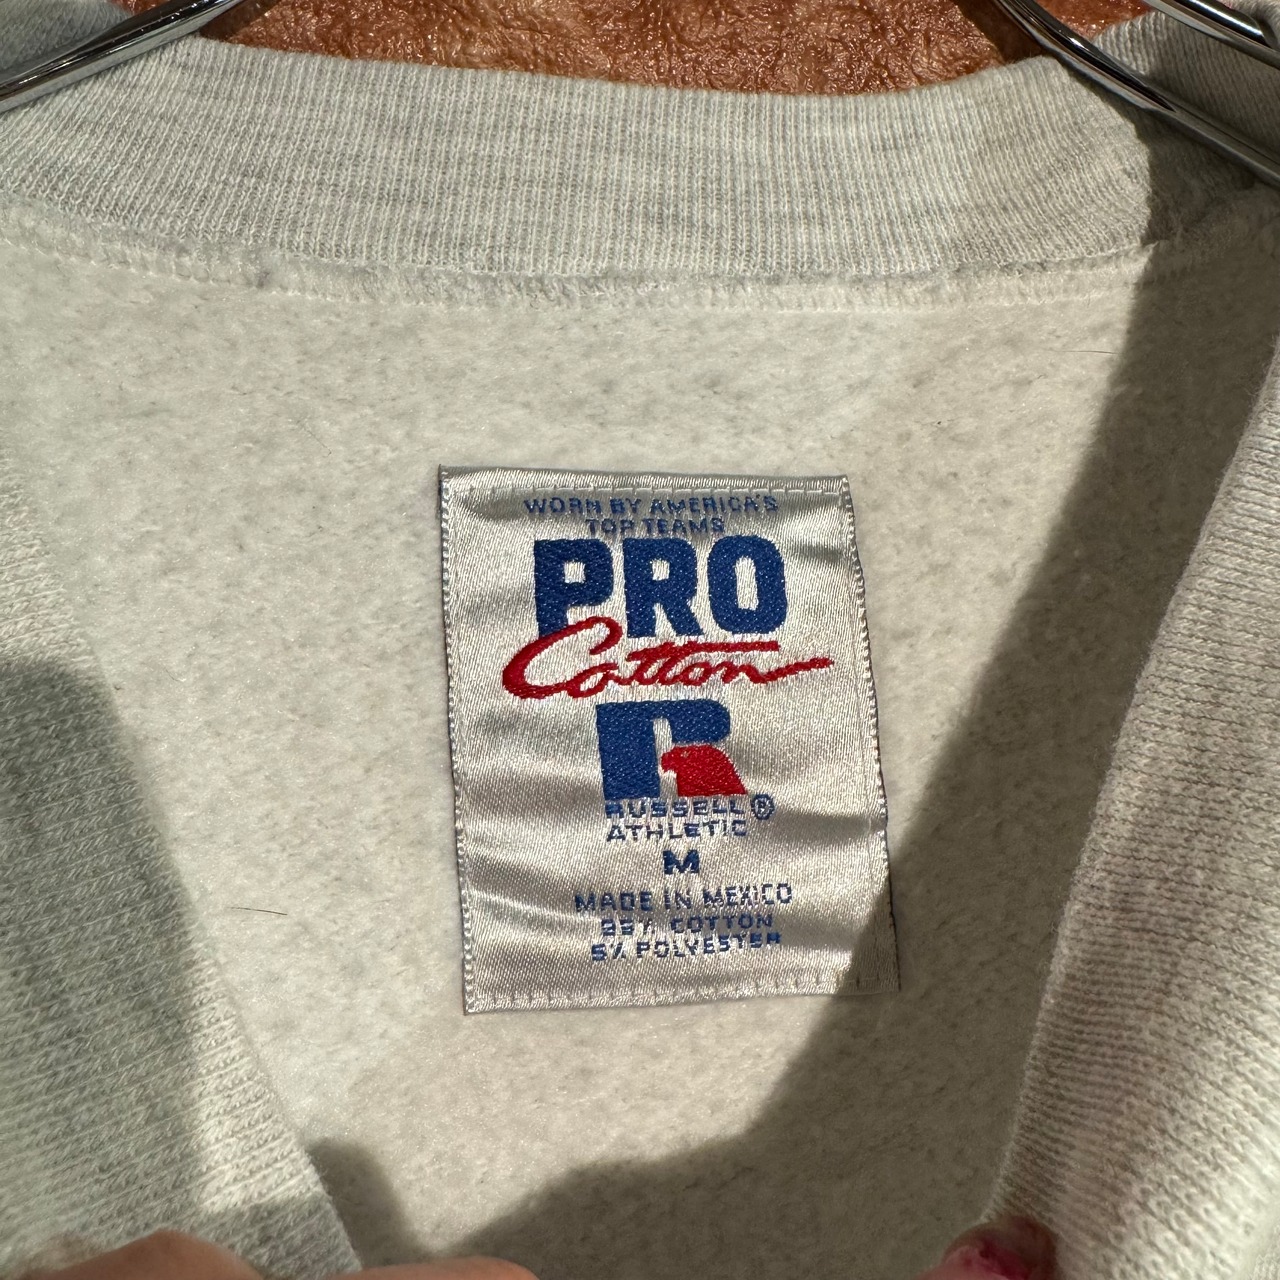 WORN BY AMERICA'S
TOP TEAMS
PRO
Cotton
R
RUSSELL®
ATHLETIC
M
MADE IN MEXICO
95% COTTON
5% POLYESTER